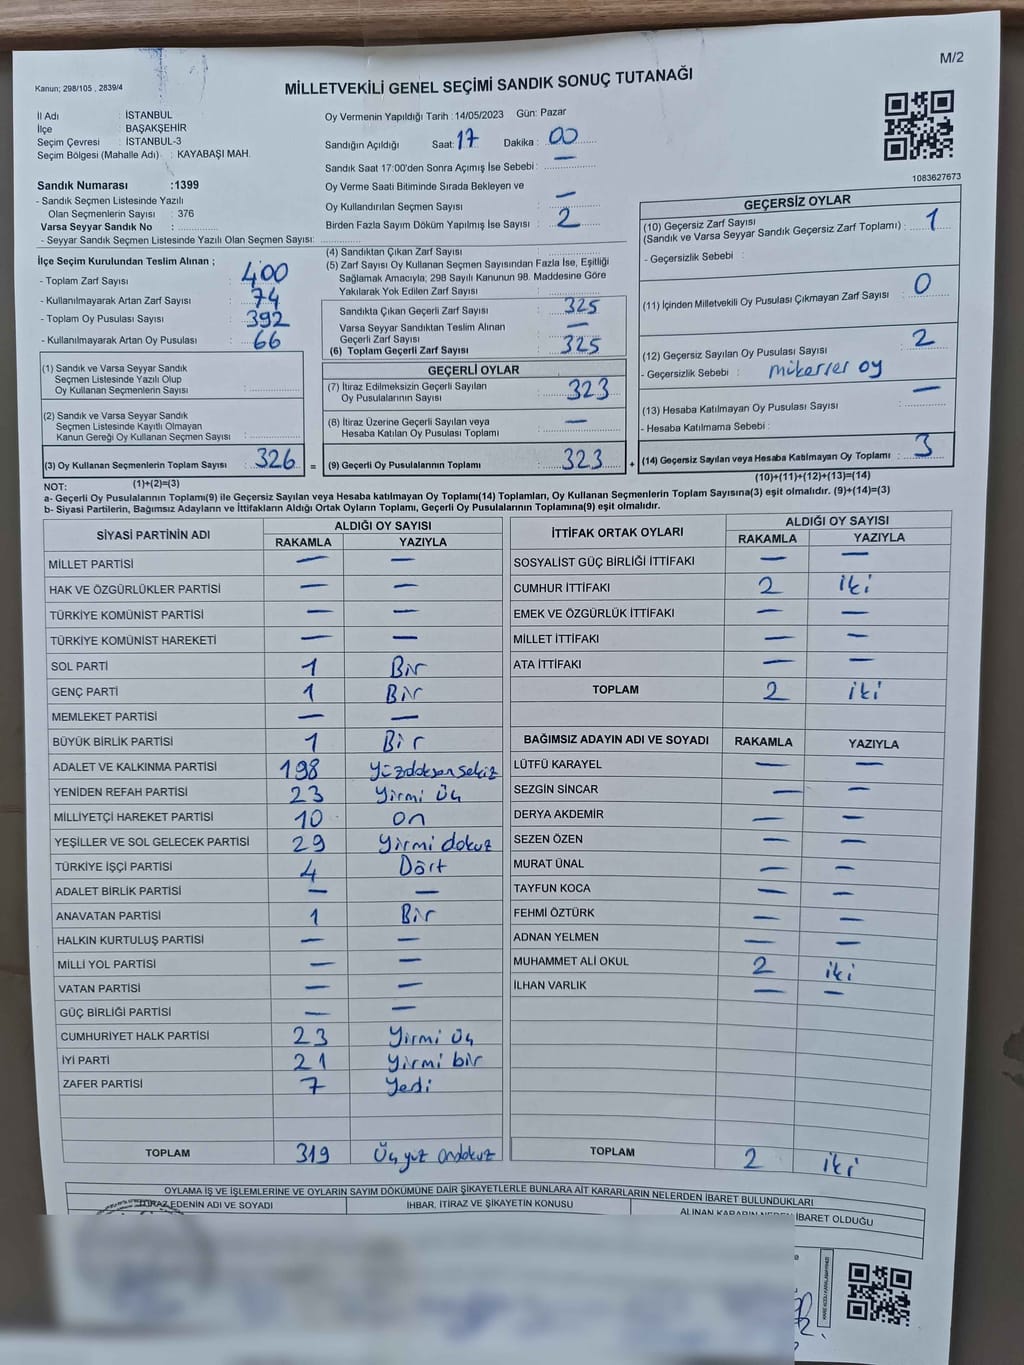 M/2
Kanun; 298/105 , 2839/4
MİLLETVEKİLİ GENEL SEÇİMİ SANDIK SONUÇ TUTANAĞI
İl Adı : İSTANBUL
İlçe : BAŞAKŞEHİR
Seçim Çevresi : İSTANBUL-3
Seçim Bölgesi (Mahalle Adı) : KAYABAŞI MAH.
Sandık Numarası :1399
- Sandık Seçmen Listesinde Yazılı
Olan Seçmenlerin Sayısı : 376
Varsa Seyyar Sandık No :
- Seyyar Sandık Seçmen Listesinde Yazılı Olan Seçmen Sayısı:
Oy Vermenin Yapıldığı Tarih : 14/05/2023 Gün: Pazar
Sandığın Açıldığı Saat: 17 Dakika : 00
Sandık Saat 17:00'den Sonra Açımış İse Sebebi : —
Oy Verme Saati Bitiminde Sırada Bekleyen ve
Oy Kullandırılan Seçmen Sayısı : —
Birden Fazla Sayım Döküm Yapılmış İse Sayısı : 2
1083627673
İlçe Seçim Kurulundan Teslim Alınan ;
- Toplam Zarf Sayısı : 400
- Kullanılmayarak Artan Zarf Sayısı : 74
- Toplam Oy Pusulası Sayısı : 392
- Kullanılmayarak Artan Oy Pusulası : 66
(1) Sandık ve Varsa Seyyar Sandık
Seçmen Listesinde Yazılı Olup
Oy Kullanan Seçmenlerin Sayısı :
(2) Sandık ve Varsa Seyyar Sandık
Seçmen Listesinde Kayıtlı Olmayan
Kanun Gereği Oy Kullanan Seçmen Sayısı :
(3) Oy Kullanan Seçmenlerin Toplam Sayısı : 326 =
(4) Sandıktan Çıkan Zarf Sayısı :
(5) Zarf Sayısı Oy Kullanan Seçmen Sayısından Fazla İse, Eşitliği
Sağlamak Amacıyla; 298 Sayılı Kanunun 98. Maddesine Göre
Yakılarak Yok Edilen Zarf Sayısı :
Sandıkta Çıkan Geçerli Zarf Sayısı : 325
Varsa Seyyar Sandıktan Teslim Alınan
Geçerli Zarf Sayısı : —
(6) Toplam Geçerli Zarf Sayısı : 325
GEÇERLİ OYLAR
(7) İtiraz Edilmeksizin Geçerli Sayılan
Oy Pusulalarının Sayısı : 323
(8) İtiraz Üzerine Geçerli Sayılan veya
Hesaba Katılan Oy Pusulası Toplamı : —
(9) Geçerli Oy Pusulalarının Toplamı : 323 +
GEÇERSİZ OYLAR
(10) Geçersiz Zarf Sayısı
(Sandık ve Varsa Seyyar Sandık Geçersiz Zarf Toplamı) : 1
- Geçersizlik Sebebi :
(11) İçinden Milletvekili Oy Pusulası Çıkmayan Zarf Sayısı : 0
(12) Geçersiz Sayılan Oy Pusulası Sayısı : 2
- Geçersizlik Sebebi : mükerrer oy
(13) Hesaba Katılmayan Oy Pusulası Sayısı : —
- Hesaba Katılmama Sebebi :
(14) Geçersiz Sayılan veya Hesaba Katılmayan Oy Toplamı : 3
NOT: (1)+(2)=(3)
(10)+(11)+(12)+(13)=(14)
a- Geçerli Oy Pusulalarının Toplamı(9) ile Geçersiz Sayılan veya Hesaba katılmayan Oy Toplamı(14) Toplamları, Oy Kullanan Seçmenlerin Toplam Sayısına(3) eşit olmalıdır. (9)+(14)=(3)
b- Siyasi Partilerin, Bağımsız Adayların ve İttifakların Aldığı Ortak Oyların Toplamı, Geçerli Oy Pusulalarının Toplamına(9) eşit olmalıdır.
SİYASİ PARTİNİN ADI ALDIĞI OY SAYISI
RAKAMLA YAZIYLA
MİLLET PARTİSİ — —
HAK VE ÖZGÜRLÜKLER PARTİSİ — —
TÜRKİYE KOMÜNİST PARTİSİ — —
TÜRKİYE KOMÜNİST HAREKETİ — —
SOL PARTİ 1 Bir
GENÇ PARTİ 1 Bir
MEMLEKET PARTİSİ — —
BÜYÜK BİRLİK PARTİSİ 1 Bir
ADALET VE KALKINMA PARTİSİ 198 Yüzdoksan sekiz
YENİDEN REFAH PARTİSİ 23 Yirmi üç
MİLLİYETÇİ HAREKET PARTİSİ 10 on
YEŞİLLER VE SOL GELECEK PARTİSİ 29 Yirmi dokuz
TÜRKİYE İŞÇİ PARTİSİ 4 Dört
ADALET BİRLİK PARTİSİ — —
ANAVATAN PARTİSİ 1 Bir
HALKIN KURTULUŞ PARTİSİ — —
MİLLİ YOL PARTİSİ — —
VATAN PARTİSİ — —
GÜÇ BİRLİĞİ PARTİSİ — —
CUMHURİYET HALK PARTİSİ 23 Yirmi üç
İYİ PARTİ 21 Yirmi bir
ZAFER PARTİSİ 7 Yedi
TOPLAM 319 Üçyüz ondokuz
İTTİFAK ORTAK OYLARI ALDIĞI OY SAYISI
RAKAMLA YAZIYLA
SOSYALİST GÜÇ BİRLİĞİ İTTİFAKI — —
CUMHUR İTTİFAKI 2 iki
EMEK VE ÖZGÜRLÜK İTTİFAKI — —
MİLLET İTTİFAKI — —
ATA İTTİFAKI — —
TOPLAM 2 iki
BAĞIMSIZ ADAYIN ADI VE SOYADI RAKAMLA YAZIYLA
LÜTFÜ KARAYEL — —
SEZGİN SİNCAR — —
DERYA AKDEMİR — —
SEZEN ÖZEN — —
MURAT ÜNAL — —
TAYFUN KOCA — —
FEHMİ ÖZTÜRK — —
ADNAN YELMEN — —
MUHAMMET ALİ OKUL 2 iki
İLHAN VARLIK — —
TOPLAM 2 iki
OYLAMA İŞ VE İŞLEMLERİNE VE OYLARIN SAYIM DÖKÜMÜNE DAİR ŞİKAYETLERLE BUNLARA AİT KARARLARIN NELERDEN İBARET BULUNDUKLARI
İTİRAZ EDENİN ADI VE SOYADI İHBAR, İTİRAZ VE ŞİKAYETİN KONUSU ALINAN KARARIN NEDEN İBARET OLDUĞU